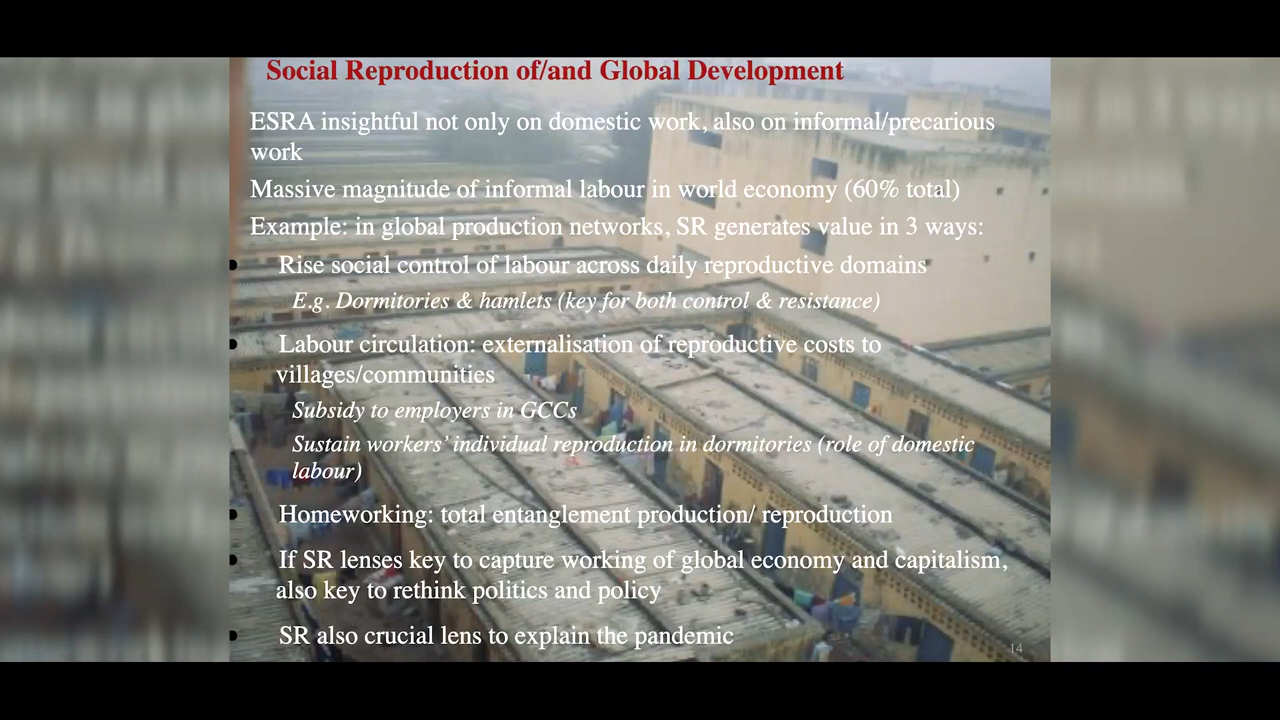 Social Reproduction of/and Global Development
ESRA insightful not only on domestic work, also on informal/precarious
work
Massive magnitude of informal labour in world economy (60% total)
Example: in global production networks, SR generates value in 3 ways:
• Rise social control of labour across daily reproductive domains
E.g. Dormitories & hamlets (key for both control & resistance)
• Labour circulation: externalisation of reproductive costs to
villages/communities
Subsidy to employers in GCCs
Sustain workers' individual reproduction in dormitories (role of domestic
labour)
• Homeworking: total entanglement production/ reproduction
• If SR lenses key to capture working of global economy and capitalism,
also key to rethink politics and policy
• SR also crucial lens to explain the pandemic
14